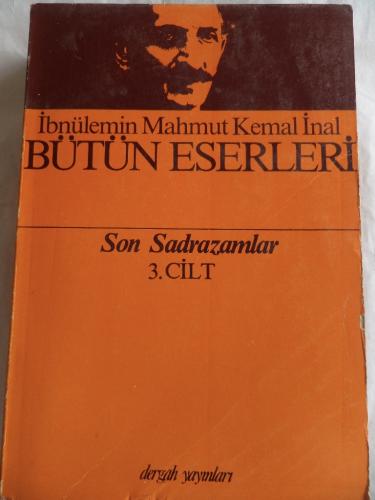 İbnülemin Mahmut Kemal İnal
BÜTÜN ESERLERİ
Son Sadrazamlar
3. CİLT
dergah yayınları